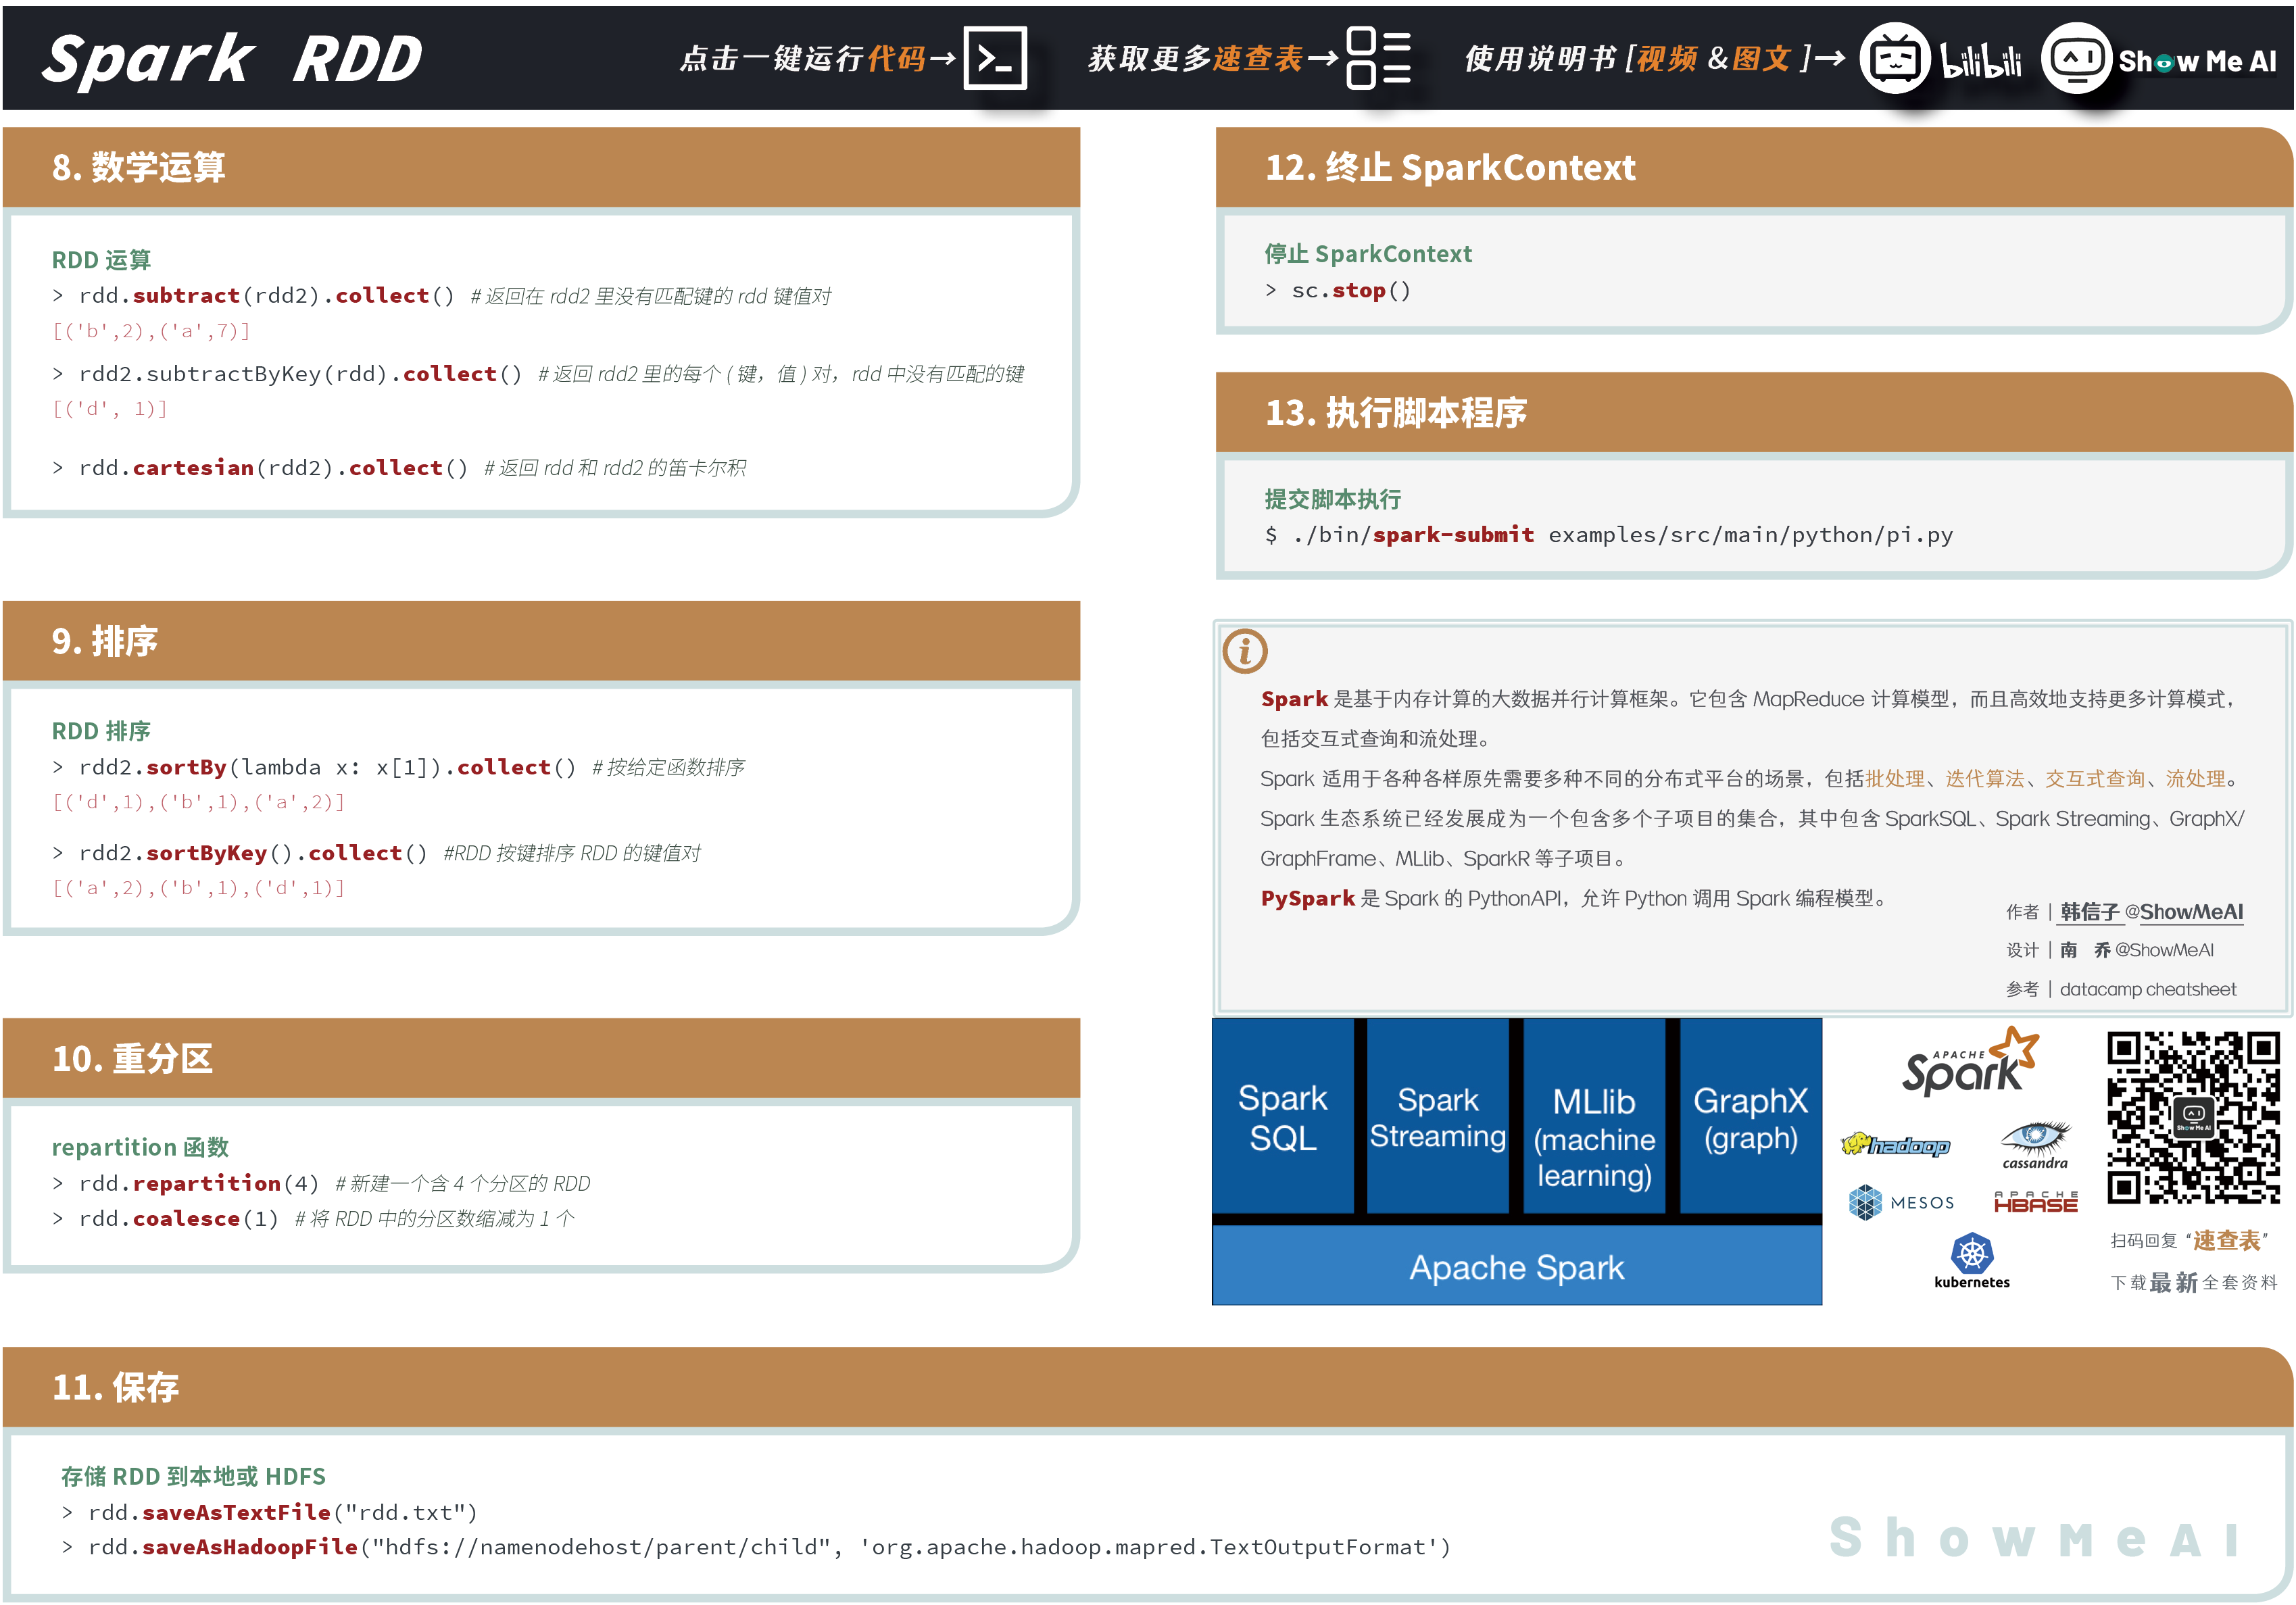 Spark RDD
点击一键运行代码→
获取更多速查表→
使用说明书[视频&图文]→
bilibili
Show Me AI
8. 数学运算
RDD 运算
> rdd.subtract(rdd2).collect() #返回在 rdd2 里没有匹配键的 rdd 键值对
[('b',2),('a',7)]
> rdd2.subtractByKey(rdd).collect() #返回 rdd2 里的每个 ( 键，值 ) 对，rdd 中没有匹配的键
[('d', 1)]
> rdd.cartesian(rdd2).collect() #返回 rdd 和 rdd2 的笛卡尔积
9. 排序
RDD 排序
> rdd2.sortBy(lambda x: x[1]).collect() #按给定函数排序
[('d',1),('b',1),('a',2)]
> rdd2.sortByKey().collect() #RDD 按键排序 RDD 的键值对
[('a',2),('b',1),('d',1)]
10. 重分区
repartition 函数
> rdd.repartition(4) #新建一个含 4 个分区的 RDD
> rdd.coalesce(1) #将 RDD 中的分区数缩减为 1 个
12. 终止 SparkContext
停止 SparkContext
> sc.stop()
13. 执行脚本程序
提交脚本执行
$ ./bin/spark-submit examples/src/main/python/pi.py
Spark 是基于内存计算的大数据并行计算框架。它包含 MapReduce 计算模型，而且高效地支持更多计算模式，
包括交互式查询和流处理。
Spark 适用于各种各样原先需要多种不同的分布式平台的场景，包括批处理、迭代算法、交互式查询、流处理。
Spark 生态系统已经发展成为一个包含多个子项目的集合，其中包含 SparkSQL、Spark Streaming、GraphX/
GraphFrame、MLlib、SparkR 等子项目。
PySpark 是 Spark 的 PythonAPI，允许 Python 调用 Spark 编程模型。
作者 | 韩信子 @ShowMeAI
设计 | 南 乔 @ShowMeAI
参考 | datacamp cheatsheet
Spark
SQL
Spark
Streaming
MLlib
(machine
learning)
GraphX
(graph)
Apache Spark
APACHE
Spark
hadoop
cassandra
MESOS
APACHE
HBASE
kubernetes
Show Me AI
扫码回复 “速查表”
下载最新全套资料
11. 保存
存储 RDD 到本地或 HDFS
> rdd.saveAsTextFile("rdd.txt")
> rdd.saveAsHadoopFile("hdfs://namenodehost/parent/child", 'org.apache.hadoop.mapred.TextOutputFormat')
ShowMeAI